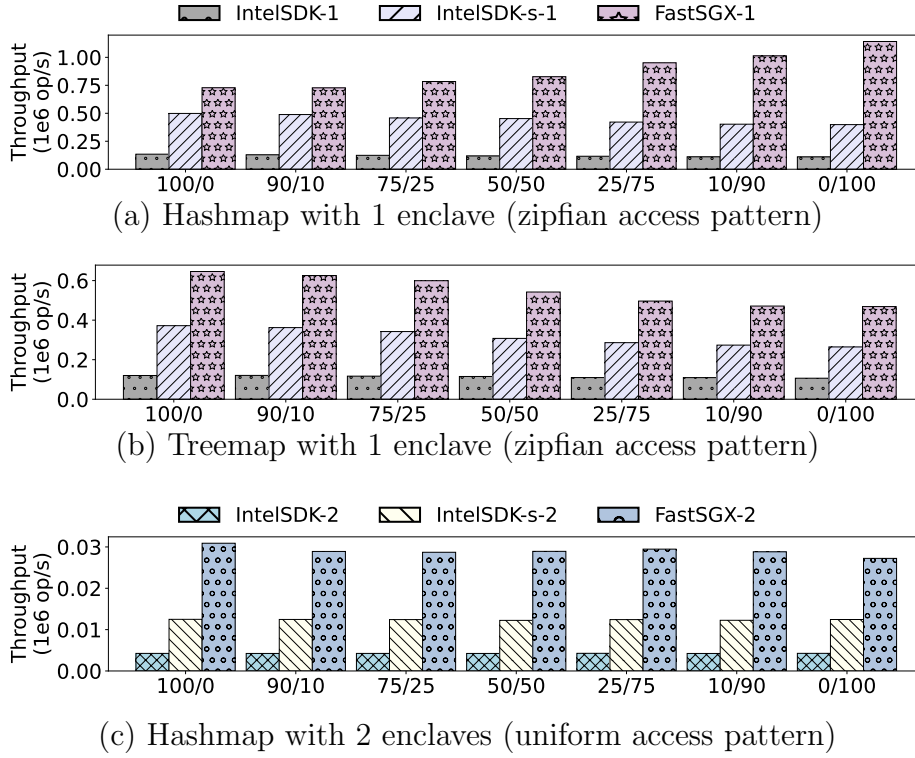 IntelSDK-1 IntelSDK-s-1 FastSGX-1
Throughput
(1e6 op/s)
1.00
0.75
0.50
0.25
0.00
100/0 90/10 75/25 50/50 25/75 10/90 0/100
(a) Hashmap with 1 enclave (zipfian access pattern)
Throughput
(1e6 op/s)
0.6
0.4
0.2
0.0
100/0 90/10 75/25 50/50 25/75 10/90 0/100
(b) Treemap with 1 enclave (zipfian access pattern)
IntelSDK-2 IntelSDK-s-2 FastSGX-2
Throughput
(1e6 op/s)
0.03
0.01
0.00
100/0 90/10 75/25 50/50 25/75 10/90 0/100
(c) Hashmap with 2 enclaves (uniform access pattern)